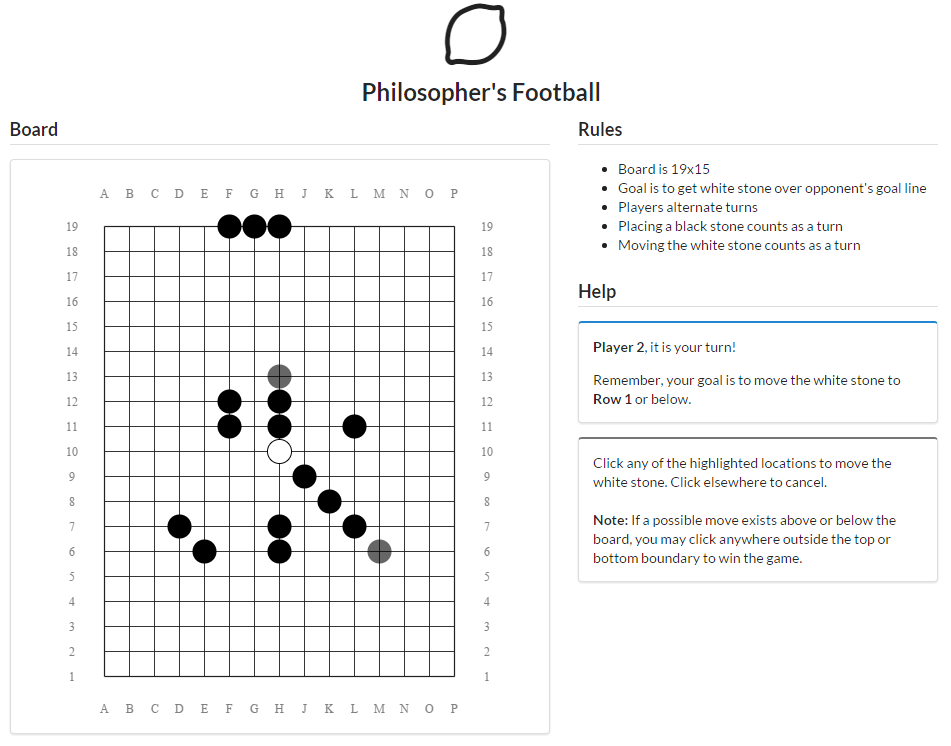 Philosopher's Football
Board
Rules
A B C D E F G H J K L M N O P
19 19
18 18
17 17
16 16
15 15
14 14
13 13
12 12
11 11
10 10
9 9
8 8
7 7
6 6
5 5
4 4
3 3
2 2
1 1
A B C D E F G H J K L M N O P
Board is 19x15
Goal is to get white stone over opponent's goal line
Players alternate turns
Placing a black stone counts as a turn
Moving the white stone counts as a turn
Help
Player 2, it is your turn!
Remember, your goal is to move the white stone to
Row 1 or below.
Click any of the highlighted locations to move the
white stone. Click elsewhere to cancel.
Note: If a possible move exists above or below the
board, you may click anywhere outside the top or
bottom boundary to win the game.